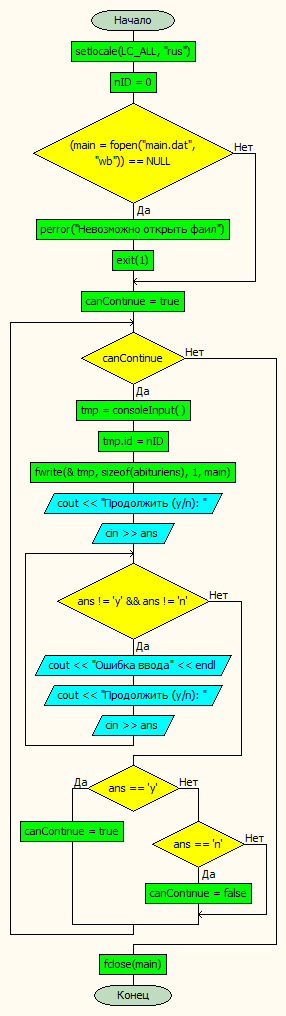 Начало
setlocale(LC_ALL, "rus")
nID = 0
(main = fopen("main.dat",
"wb")) == NULL
Нет
Да
perror("Невозможно открыть фаил")
exit(1)
canContinue = true
canContinue
Нет
Да
tmp = consoleInput( )
tmp.id = nID
fwrite(& tmp, sizeof(abituriens), 1, main)
cout << "Продолжить (y/n): "
cin >> ans
ans != 'y' && ans != 'n'
Нет
Да
cout << "Ошибка ввода" << endl
cout << "Продолжить (y/n): "
cin >> ans
ans == 'y'
Да
Нет
canContinue = true
ans == 'n'
Нет
Да
canContinue = false
fclose(main)
Конец